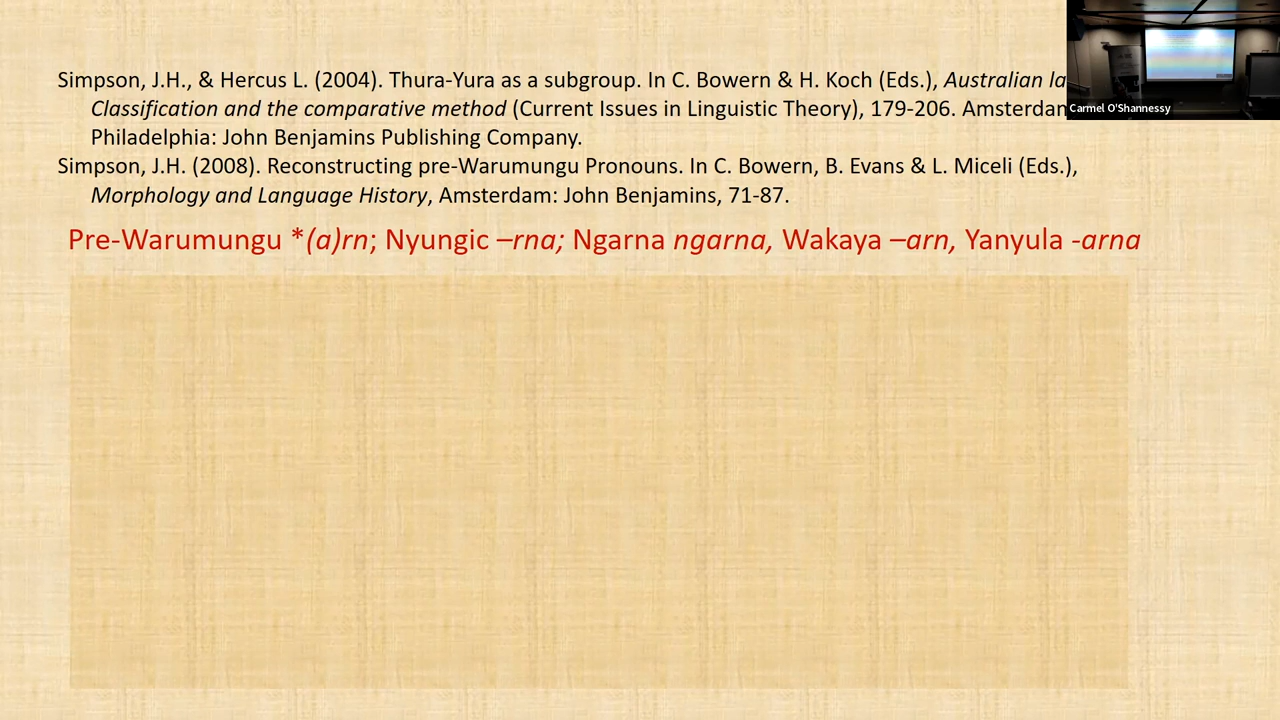 Simpson, J.H., & Hercus L. (2004). Thura-Yura as a subgroup. In C. Bowern & H. Koch (Eds.), Australian
Classification and the comparative method (Current Issues in Linguistic Theory), 179-206.
Philadelphia: John Benjamins Publishing Company.
Simpson, J.H. (2008). Reconstructing pre-Warumungu Pronouns. In C. Bowern, B. Evans & L. Miceli (Eds.),
Morphology and Language History, Amsterdam: John Benjamins, 71-87.
Pre-Warumungu *(a)rn; Nyungic –rna; Ngarna ngarna, Wakaya –arn, Yanyula -arna
Carmel O'Shannessy